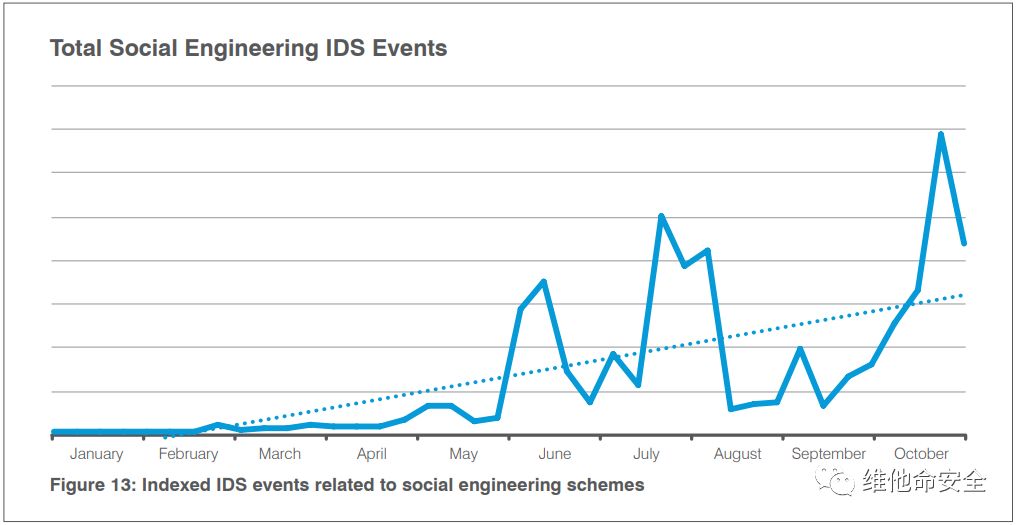 Total Social Engineering IDS Events
January February March April May June July August September October
Figure 13: Indexed IDS events related to social engineering schemes
维他命安全